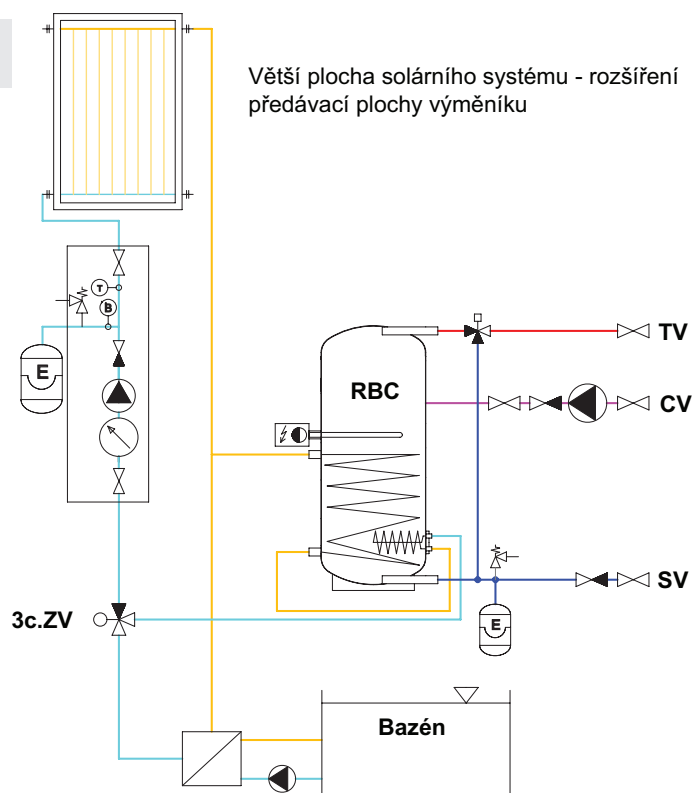 Větší plocha solárního systému - rozšíření
předávací plochy výměníku
T
B
E
RBC
TV
CV
SV
E
3c.ZV
Bazén